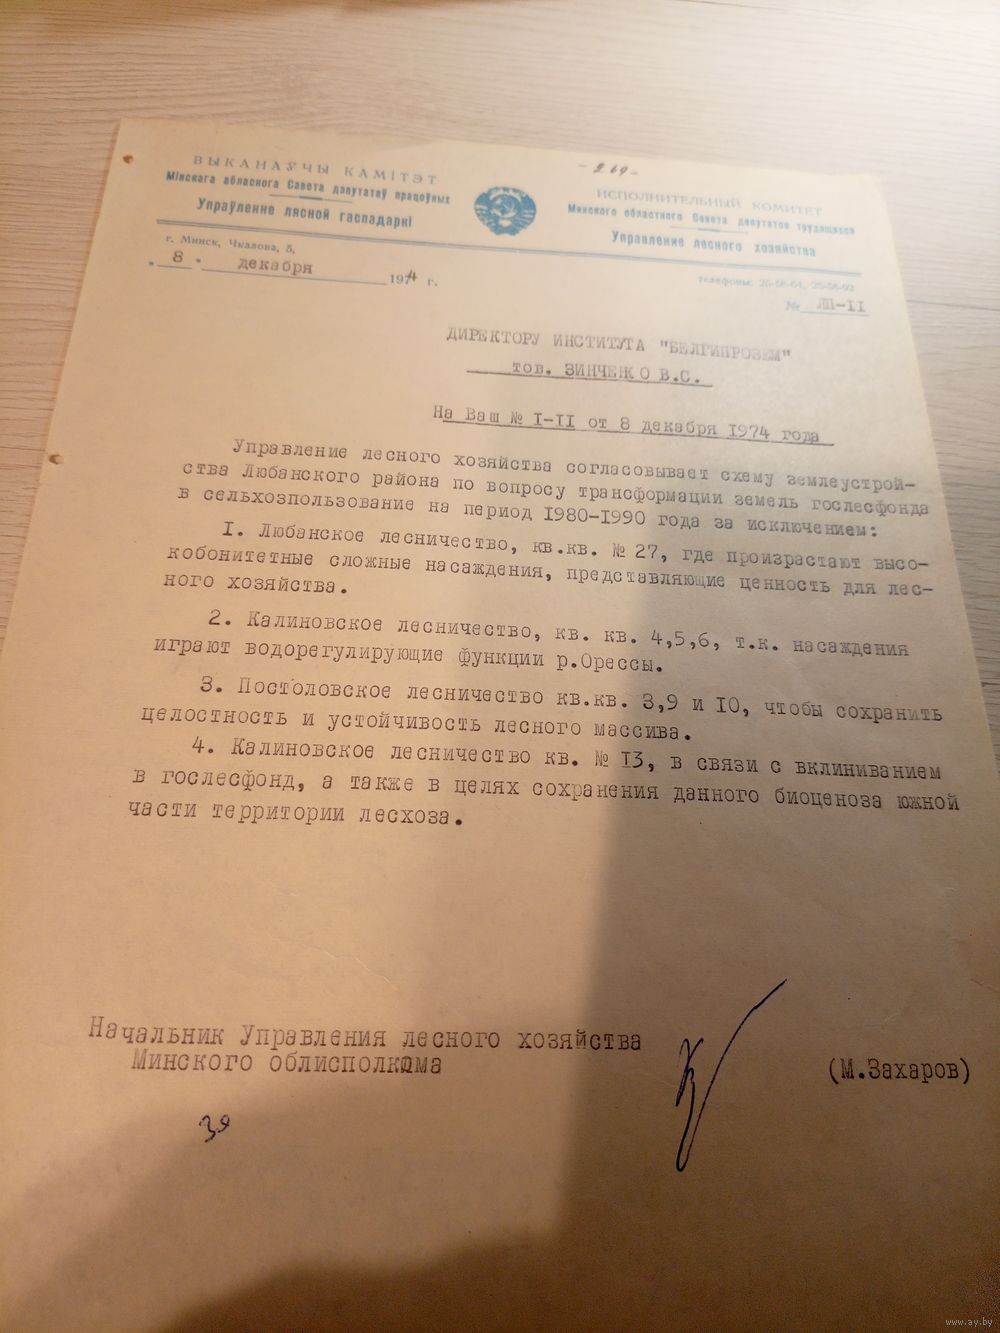 - 269 -
ВЫКАНАЎЧЫ КАМІТЭТ
Мінскага абласнога Савета дэпутатаў працоўных
Упраўленне лясной гаспадаркі
ИСПОЛНИТЕЛЬНЫЙ КОМИТЕТ
Минского областного Совета депутатов трудящихся
Управление лесного хозяйства
г. Минск, Чкалова, 5,
"8" декабря 1974 г.
телефоны:
№ ЛП-II
ДИРЕКТОРУ ИНСТИТУТА "БЕЛГИПРОЗЕМ"
тов. ЗИНЧЕНКО В.С.
На Ваш № I-II от 8 декабря 1974 года
Управление лесного хозяйства согласовывает схему землеустрой-
ства Любанского района по вопросу трансформации земель гослесфонда
в сельхозпользование на период 1980-1990 года за исключением:
1. Любанское лесничество, кв.кв. № 27, где произрастают высо-
кобонитетные сложные насаждения, представляющие ценность для лес-
ного хозяйства.
2. Калиновское лесничество, кв. кв. 4,5,6, т.к. насаждения
играют водорегулирующие функции р.Орессы.
3. Постоловское лесничество кв.кв. 3,9 и 10, чтобы сохранить
целостность и устойчивость лесного массива.
4. Калиновское лесничество кв. № 13, в связи с вклиниванием
в гослесфонд, а также в целях сохранения данного биоценоза южной
части территории лесхоза.
Начальник Управления лесного хозяйства
Минского облисполкома
(М.Захаров)
www.ay.by